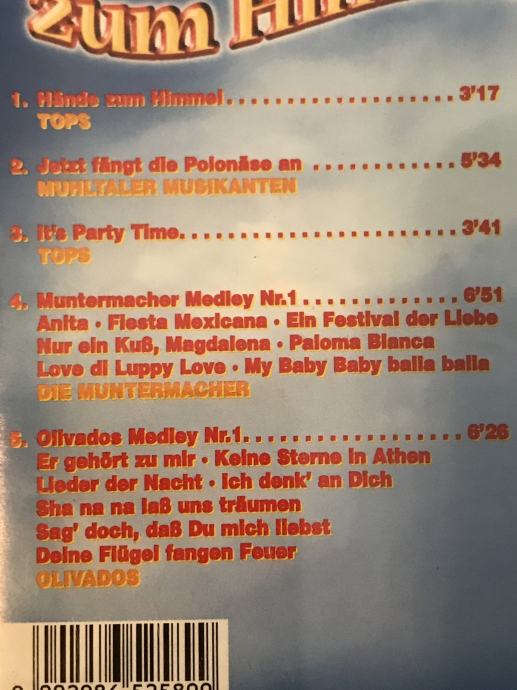 zum
1. Hände zum Himmel....................3'17
TOPS
2. Jetzt fängt die Polonäse an ............5'34
MÜHLTALER MUSIKANTEN
3. It's Party Time.......................3'41
TOPS
4. Muntermacher Medley Nr.1.............6'51
Anita • Fiesta Mexicana • Ein Festival der Liebe
Nur ein Kuß, Magdalena • Paloma Blanca
Love di Luppy Love • My Baby Baby balla balla
DIE MUNTERMACHER
5. Olivados Medley Nr.1...................6'26
Er gehört zu mir • Keine Sterne in Athen
Lieder der Nacht • Ich denk' an Dich
Sha na na laß uns träumen
Sag' doch, daß Du mich liebst
Deine Flügel fangen Feuer
OLIVADOS